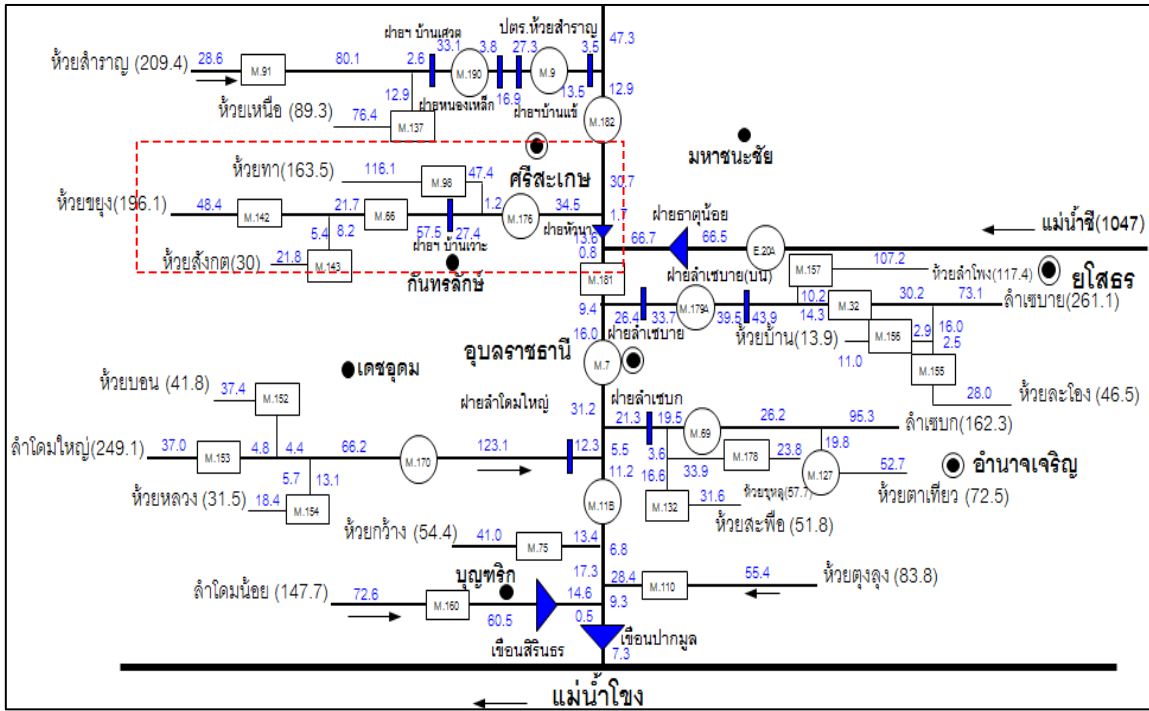 ฝายฯ บ้านเศวต ปตร.ห้วยสำราญ
33.1 3.8 27.3 3.5 47.3
ห้วยสำราญ (209.4) 28.6 M.91 80.1 2.6 M.190 M.9
12.9 16.9 13.5 12.9
ห้วยเหนือ (89.3) 76.4 M.137 ฝายหนองเหล็ก ฝายฯบ้านแข้ M.182
มหาชนะชัย
ห้วยทา(163.5) 116.1 M.98 47.4 ศรีสะเกษ 30.7
ห้วยขยุง(196.1) 48.4 M.142 21.7 M.66 1.2 M.176 34.5 1.7
5.4 8.2 57.5 27.4 ฝายหัวนา ฝายธาตุน้อย แม่น้ำชี(1047)
ฝายฯ บ้านเวาะ 13.6 66.7 66.5 E.20A
ห้วยสังกต(30) 21.8 M.143 0.8
กันทรลักษ์ M.181 ฝายลำเซบาย(บน) M.157 107.2 ห้วยลำโพง(117.4) ยโสธร
9.4 26.4 33.7 M.179A 39.5 43.9 10.2 M.32 30.2 73.1 ลำเซบาย(261.1)
14.3
16.0 ฝายลำเซบาย ห้วยบ้าน(13.9) M.156 2.9 16.0
11.0 2.5
อุบลราชธานี M.7 M.155
เดชอุดม
ห้วยบอน (41.8) 37.4 M.152 28.0 ห้วยละโอง (46.5)
ฝายลำโดมใหญ่ 31.2 ฝายลำเซบก
21.3 19.5 M.69 26.2 95.3 ลำเซบก(162.3)
ลำโดมใหญ่(249.1) 37.0 M.153 4.8 4.4 66.2 M.170 123.1 12.3 5.5 3.6 M.178 23.8 19.8
5.7 13.1 11.2 16.6 33.9 M.127 52.7 อำนาจเจริญ
ห้วยหลวง (31.5) 18.4 M.154 M.11B M.132 31.6 ห้วยขุหลุ(57.7) ห้วยตาเทียว (72.5)
ห้วยสะพือ (51.8)
ห้วยกว้าง (54.4) 41.0 M.75 13.4 6.8
บุญฑริก 17.3 28.4 M.110 55.4 ห้วยตุงลุง (83.8)
ลำโดมน้อย (147.7) 72.6 M.160 14.6 9.3
60.5 0.5
เขื่อนสิรินธร เขื่อนปากมูล
7.3
แม่น้ำโขง